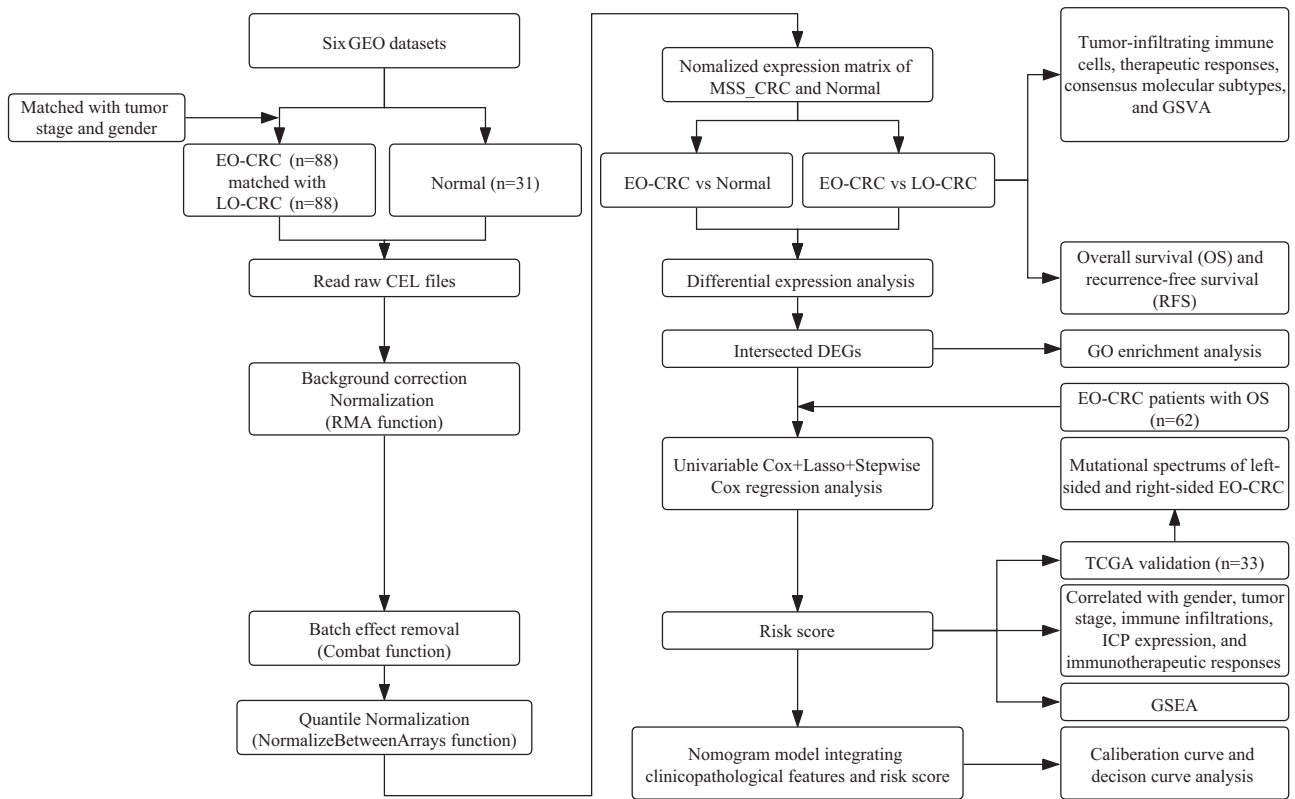 Six GEO datasets
Matched with tumor
stage and gender
EO-CRC (n=88)
matched with
LO-CRC (n=88)
Normal (n=31)
Read raw CEL files
Background correction
Normalization
(RMA function)
Batch effect removal
(Combat function)
Quantile Normalization
(NormalizeBetweenArrays function)
Nomalized expression matrix of
MSS_CRC and Normal
EO-CRC vs Normal
EO-CRC vs LO-CRC
Tumor-infiltrating immune
cells, therapeutic responses,
consensus molecular subtypes,
and GSVA
Overall survival (OS) and
recurrence-free survival
(RFS)
Differential expression analysis
Intersected DEGs
GO enrichment analysis
EO-CRC patients with OS
(n=62)
Univariable Cox+Lasso+Stepwise
Cox regression analysis
Mutational spectrums of left-
sided and right-sided EO-CRC
TCGA validation (n=33)
Risk score
Correlated with gender, tumor
stage, immune infiltrations,
ICP expression, and
immunotherapeutic responses
GSEA
Nomogram model integrating
clinicopathological features and risk score
Caliberation curve and
decison curve analysis